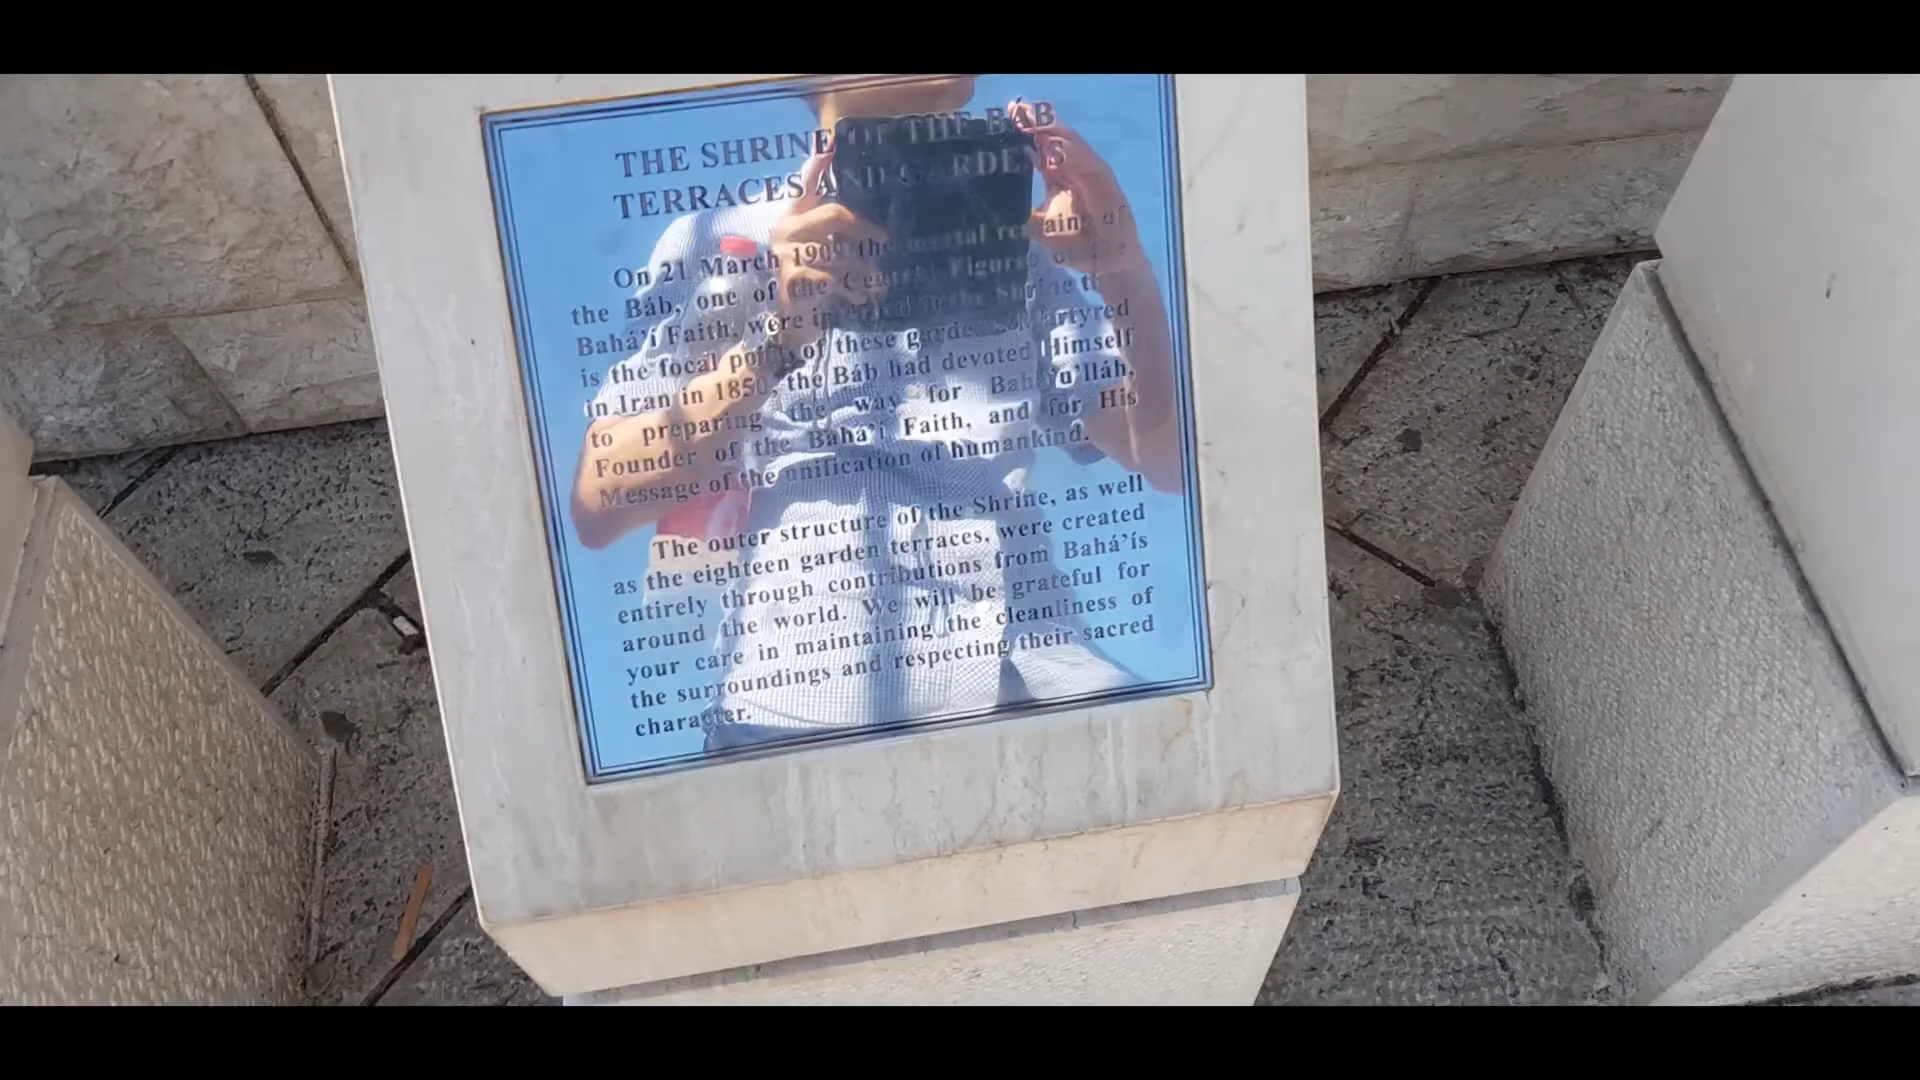 THE SHRINE OF THE BÁB
TERRACES AND GARDENS
On 21 March 1909 the mortal remains of
the Báb, one of the Central Figures of the
Bahá'í Faith, were interred in the Shrine that
is the focal point of these gardens. Martyred
in Iran in 1850, the Báb had devoted Himself
to preparing the way for Bahá'u'lláh,
Founder of the Bahá'í Faith, and for His
Message of the unification of humankind.
The outer structure of the Shrine, as well
as the eighteen garden terraces, were created
entirely through contributions from Bahá'ís
around the world. We will be grateful for
your care in maintaining the cleanliness of
the surroundings and respecting their sacred
character.